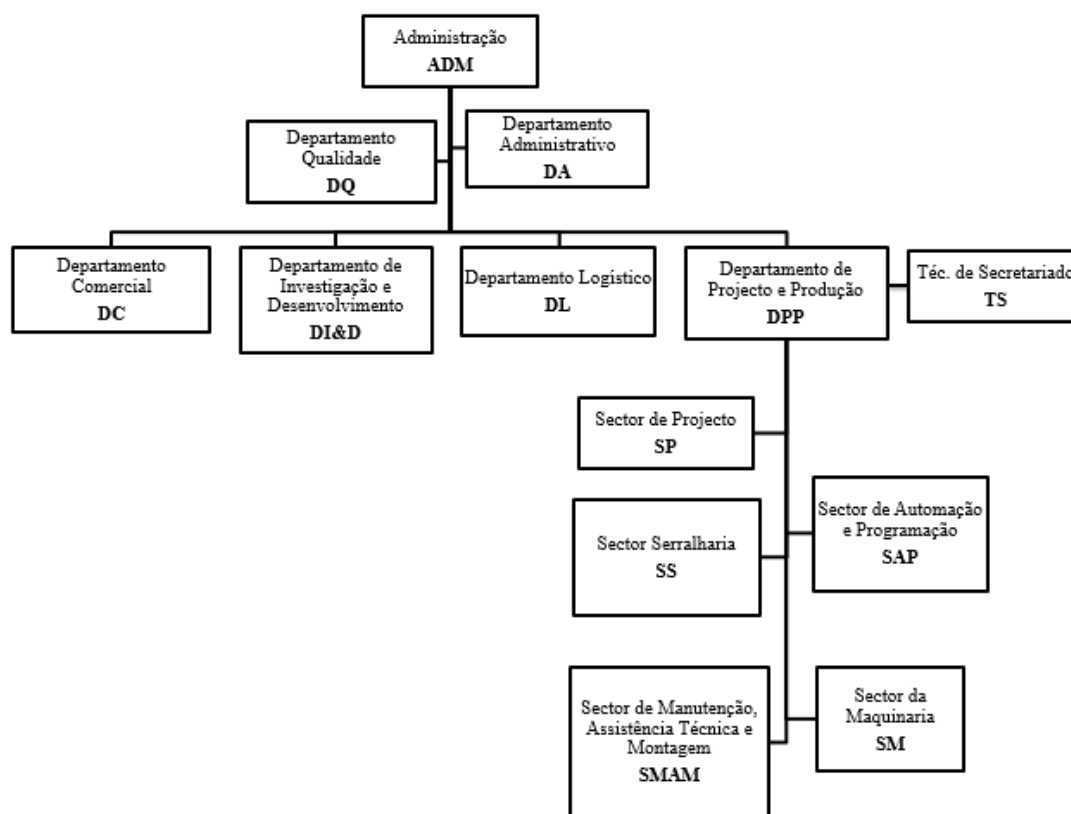 Administração
ADM
Departamento
Qualidade
DQ
Departamento
Administrativo
DA
Departamento
Comercial
DC
Departamento de
Investigação e
Desenvolvimento
DI&D
Departamento Logístico
DL
Departamento de
Projecto e Produção
DPP
Téc. de Secretariado
TS
Sector de Projecto
SP
Sector de Automação
e Programação
SAP
Sector Serralharia
SS
Sector de Manutenção,
Assistência Técnica e
Montagem
SMAM
Sector da
Maquinaria
SM